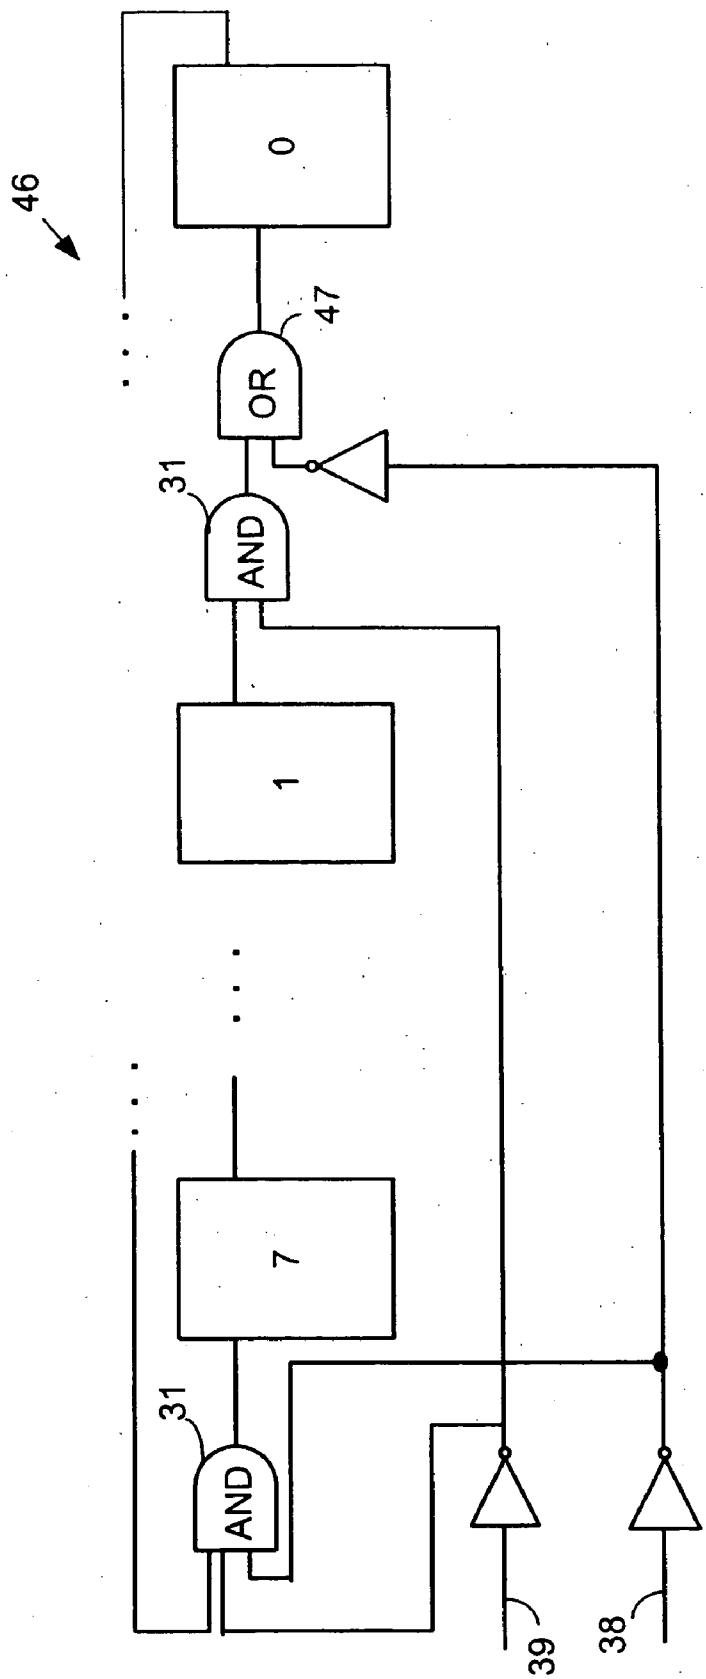 46
0
47
OR
31
AND
1
. . .
. . .
. . .
7
31
AND
39
38